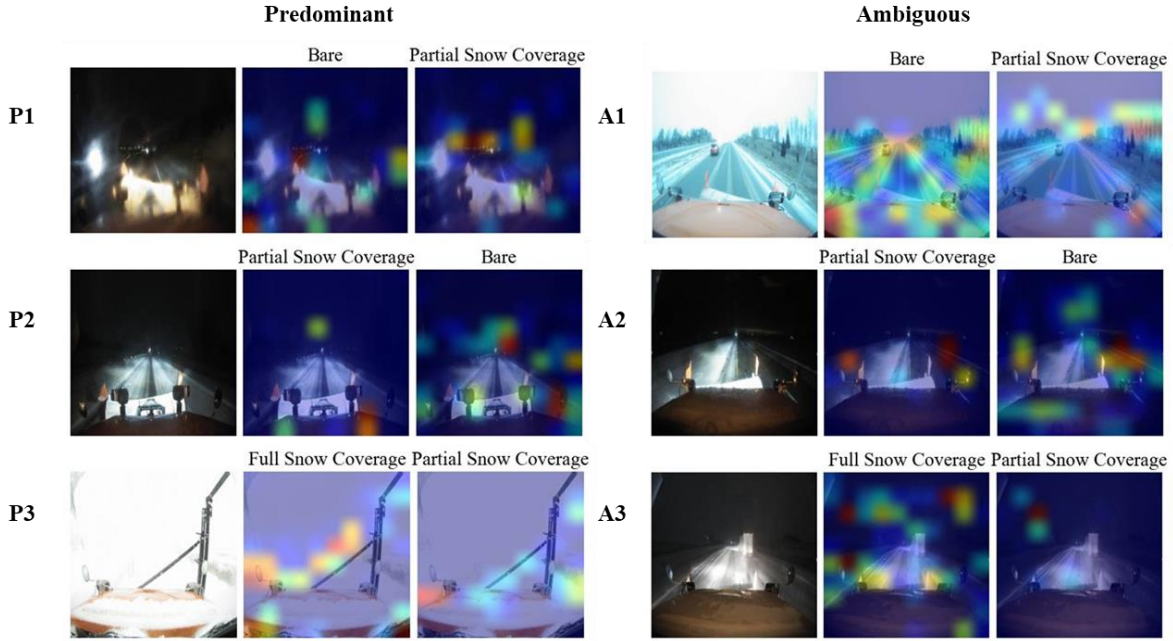 Predominant Ambiguous
Bare Partial Snow Coverage Bare Partial Snow Coverage
P1 A1
Partial Snow Coverage Bare Partial Snow Coverage Bare
P2 A2
Full Snow Coverage Partial Snow Coverage Full Snow Coverage Partial Snow Coverage
P3 A3